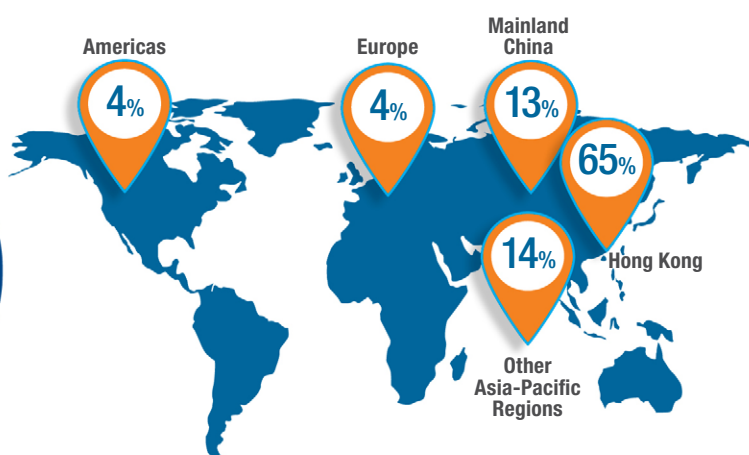 Americas
4%
Europe
4%
Mainland
China
13%
65%
Hong Kong
14%
Other
Asia-Pacific
Regions